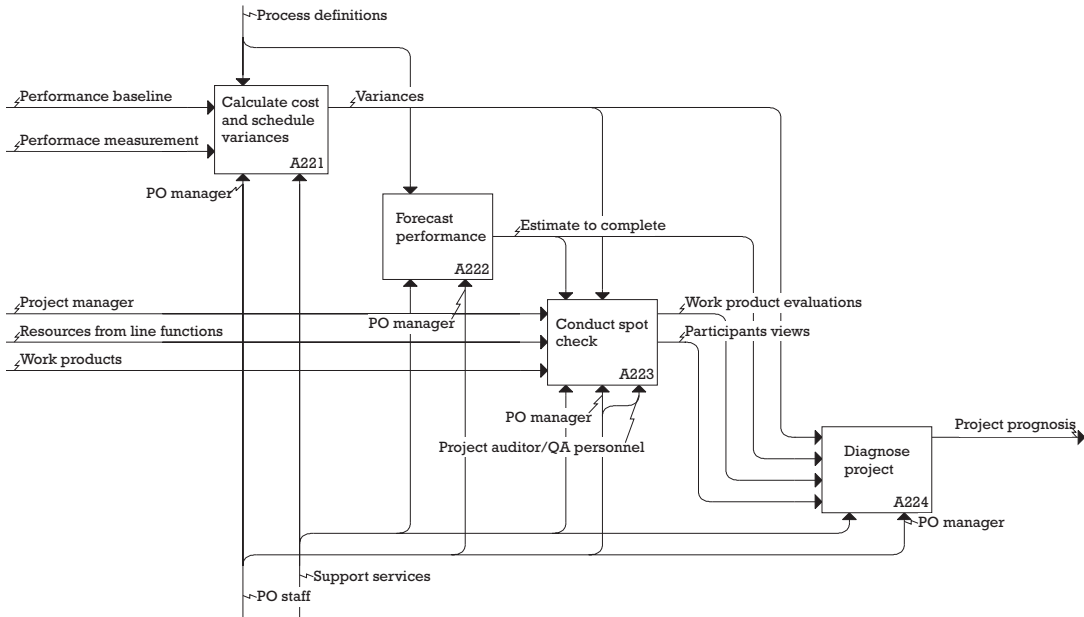 Process definitions
Performance baseline
Calculate cost
and schedule
variances
A221
Variances
Performace measurement
PO manager
Forecast
performance
A222
Estimate to complete
Project manager
PO manager
Resources from line functions
Work products
Conduct spot
check
A223
Work product evaluations
Participants views
PO manager
Project auditor/QA personnel
Diagnose
project
A224
Project prognosis
PO manager
Support services
PO staff